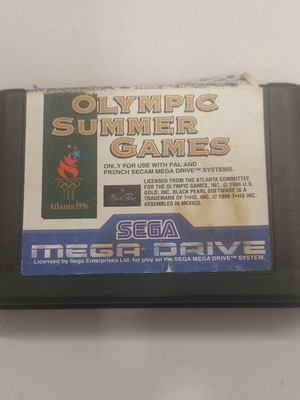 OLYMPIC
SUMMER
GAMES
ONLY FOR USE WITH PAL AND
FRENCH SECAM MEGA DRIVE™ SYSTEMS.
LICENSED FROM THE ATLANTA COMMITTEE
FOR THE OLYMPIC GAMES, INC. © 1996 U.S.
GOLD, INC. BLACK PEARL SOFTWARE IS A
TRADEMARK OF T•HQ, INC. © 1996 T•HQ INC.
ASSEMBLED IN MEXICO.
Atlanta 1996
SEGA
MEGA DRIVE
Licensed by Sega Enterprises Ltd. for play on the SEGA MEGA DRIVE™ SYSTEM.